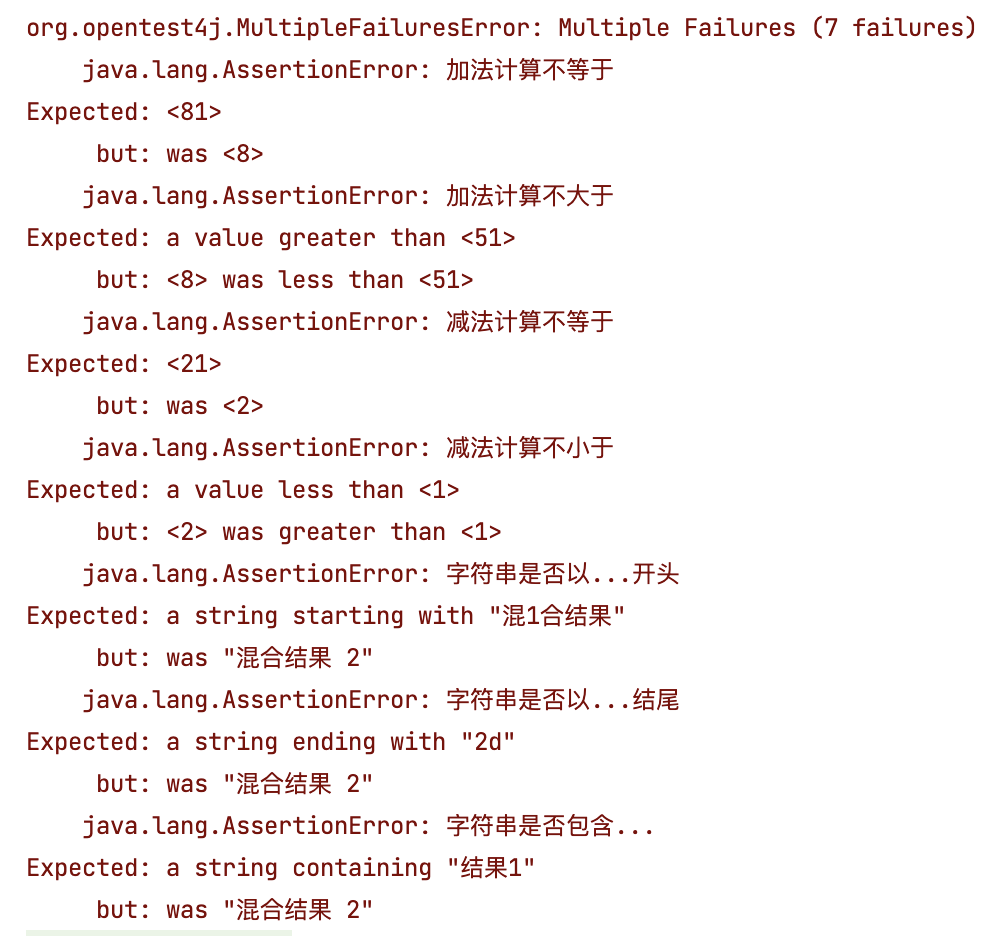 org.opentest4j.MultipleFailuresError: Multiple Failures (7 failures)
java.lang.AssertionError: 加法计算不等于
Expected: <81>
but: was <8>
java.lang.AssertionError: 加法计算不大于
Expected: a value greater than <51>
but: <8> was less than <51>
java.lang.AssertionError: 减法计算不等于
Expected: <21>
but: was <2>
java.lang.AssertionError: 减法计算不小于
Expected: a value less than <1>
but: <2> was greater than <1>
java.lang.AssertionError: 字符串是否以...开头
Expected: a string starting with "混1合结果"
but: was "混合结果 2"
java.lang.AssertionError: 字符串是否以...结尾
Expected: a string ending with "2d"
but: was "混合结果 2"
java.lang.AssertionError: 字符串是否包含...
Expected: a string containing "结果1"
but: was "混合结果 2"